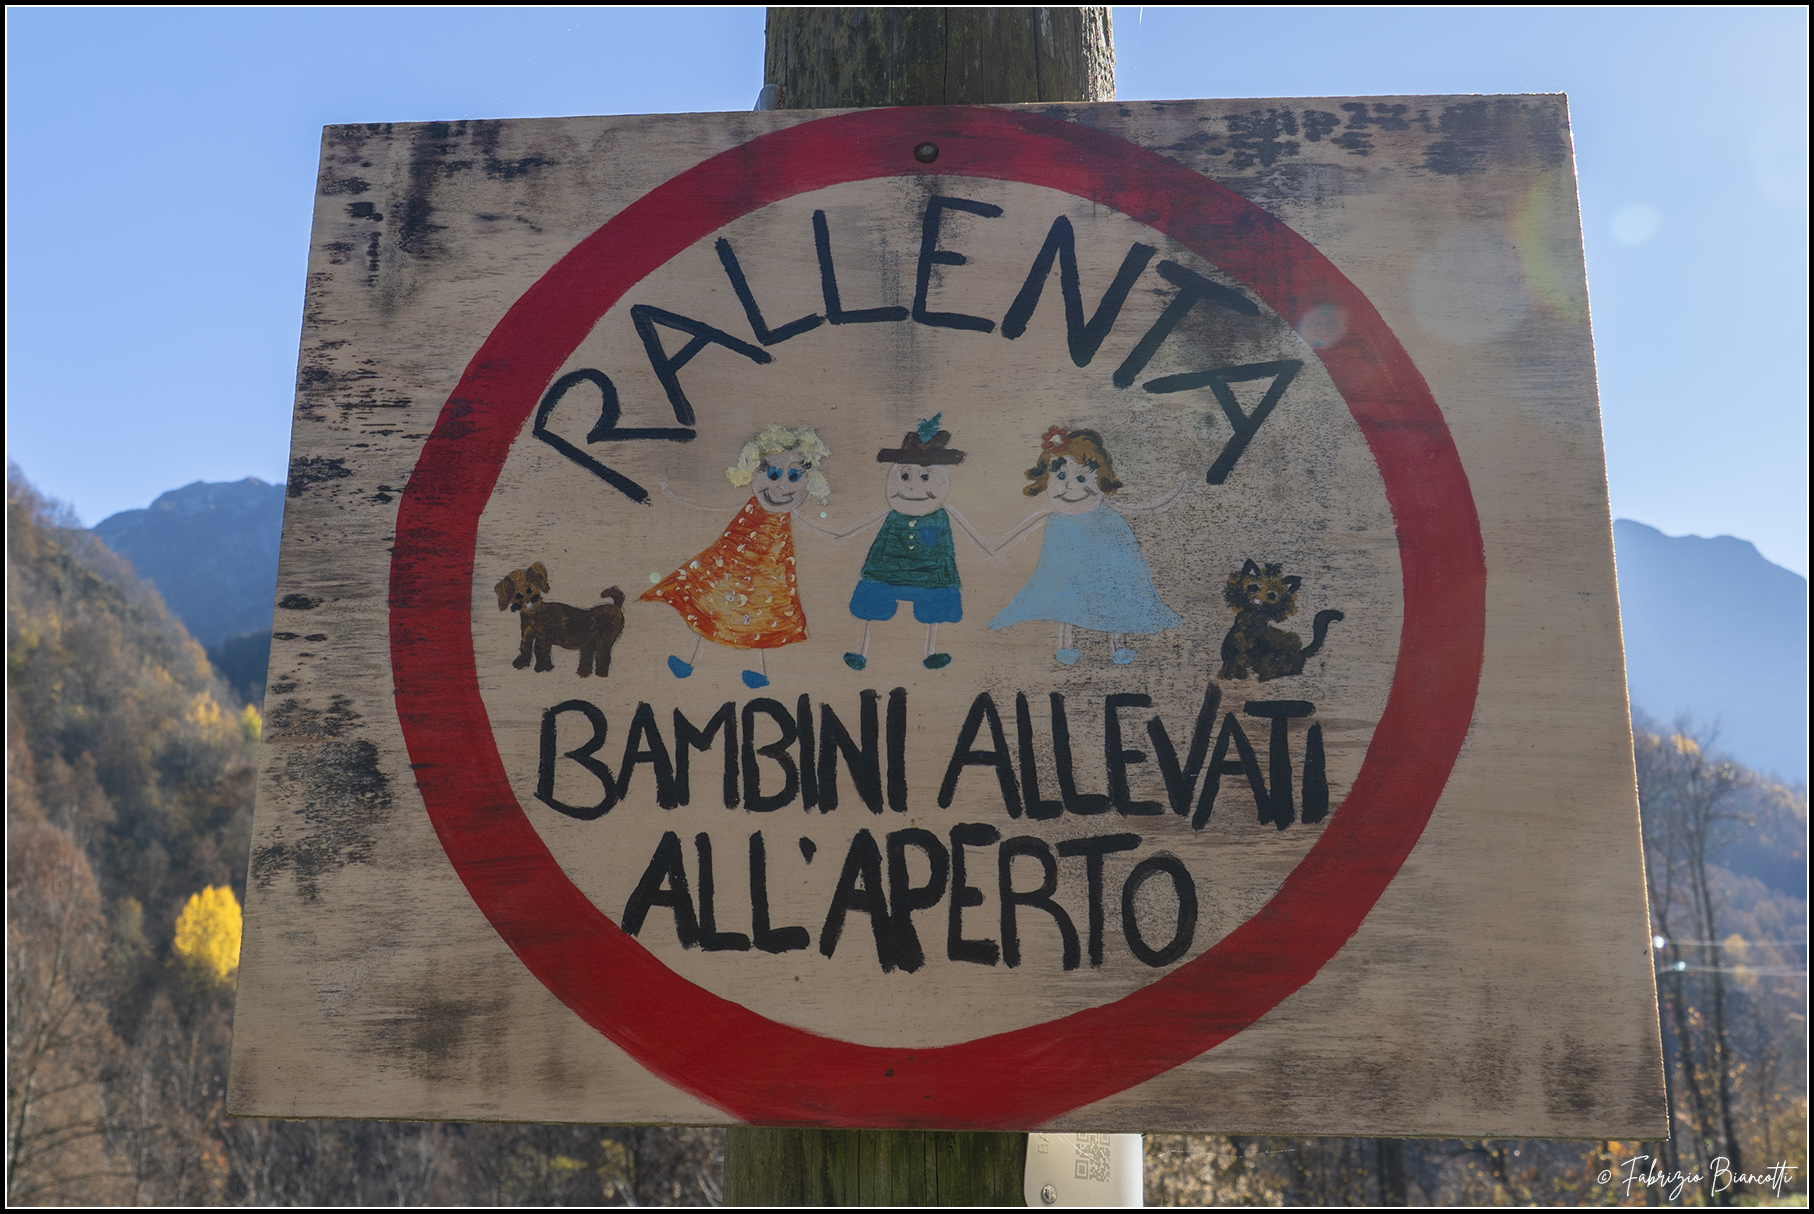 RALLENTA
BAMBINI ALLEVATI
ALL'APERTO
© Fabrizio Biancotti